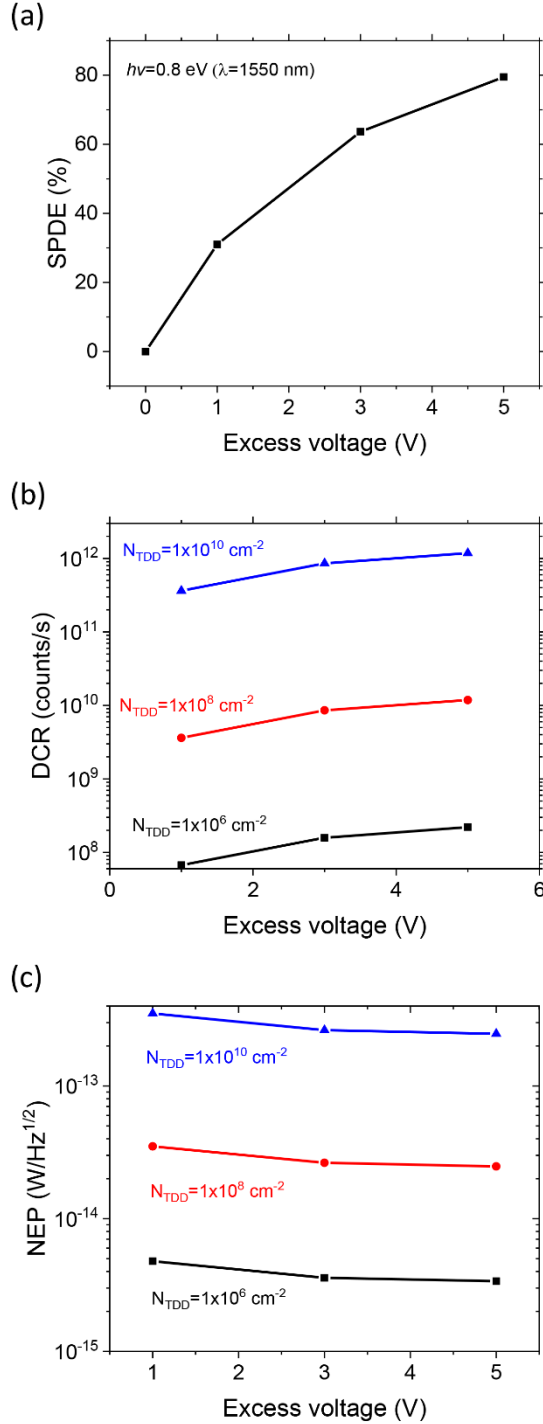 (a)
hν=0.8 eV (λ=1550 nm)
80
60
40
20
0
SPDE (%)
0 1 2 3 4 5
Excess voltage (V)
(b)
N_TDD=1x10^10 cm^-2
N_TDD=1x10^8 cm^-2
N_TDD=1x10^6 cm^-2
10^12
10^11
10^10
10^9
10^8
DCR (counts/s)
0 2 4 6
Excess voltage (V)
(c)
N_TDD=1x10^10 cm^-2
N_TDD=1x10^8 cm^-2
N_TDD=1x10^6 cm^-2
10^-13
10^-14
10^-15
NEP (W/Hz^1/2)
1 2 3 4 5
Excess voltage (V)